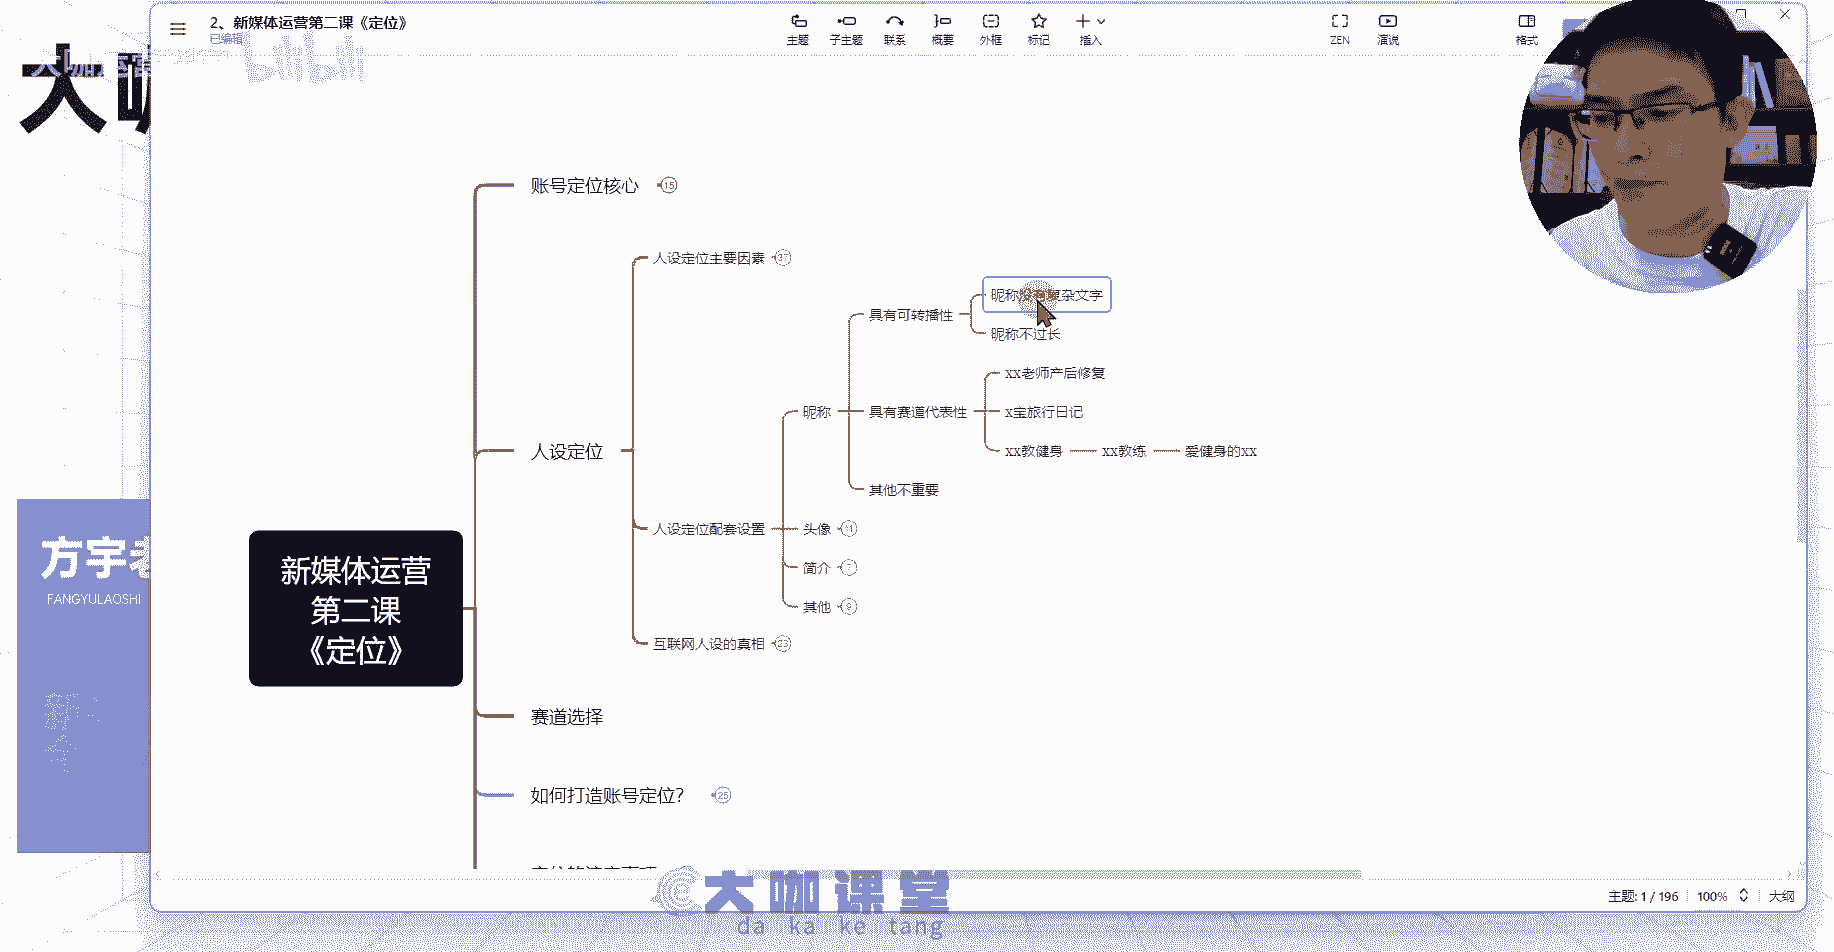 2、新媒体运营第二课《定位》
已编辑
主题
子主题
联系
概要
外框
标记
插入
ZEN
演说
格式
bilibili
大咖
账号定位核心 15
人设定位主要因素 37
昵称没有复杂文字
具有可转播性
昵称不过长
xx老师产后修复
昵称
具有赛道代表性
x宝旅行日记
人设定位
xx教健身
xx教练
爱健身的xx
其他不重要
人设定位配套设置
头像
简介 7
其他 9
互联网人设的真相 23
新媒体运营
第二课
《定位》
方宇老
FANGYULAOSHI
赛道选择
如何打造账号定位？ 25
大咖课堂
da ka ke tang
主题: 1 / 196
100%
大纲